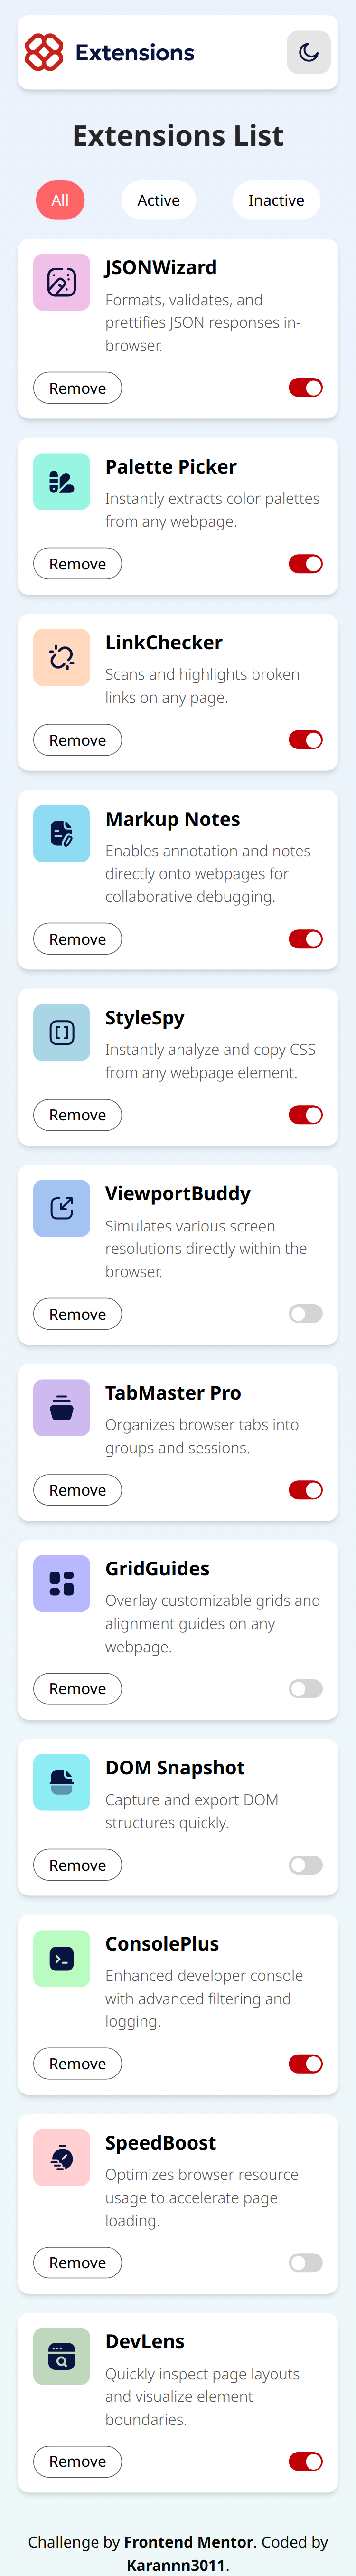 Extensions
Extensions List
All
Active
Inactive
JSONWizard
Formats, validates, and
prettifies JSON responses in-
browser.
Remove
Palette Picker
Instantly extracts color palettes
from any webpage.
Remove
LinkChecker
Scans and highlights broken
links on any page.
Remove
Markup Notes
Enables annotation and notes
directly onto webpages for
collaborative debugging.
Remove
StyleSpy
Instantly analyze and copy CSS
from any webpage element.
Remove
ViewportBuddy
Simulates various screen
resolutions directly within the
browser.
Remove
TabMaster Pro
Organizes browser tabs into
groups and sessions.
Remove
GridGuides
Overlay customizable grids and
alignment guides on any
webpage.
Remove
DOM Snapshot
Capture and export DOM
structures quickly.
Remove
ConsolePlus
Enhanced developer console
with advanced filtering and
logging.
Remove
SpeedBoost
Optimizes browser resource
usage to accelerate page
loading.
Remove
DevLens
Quickly inspect page layouts
and visualize element
boundaries.
Remove
Challenge by Frontend Mentor. Coded by
Karannn3011.